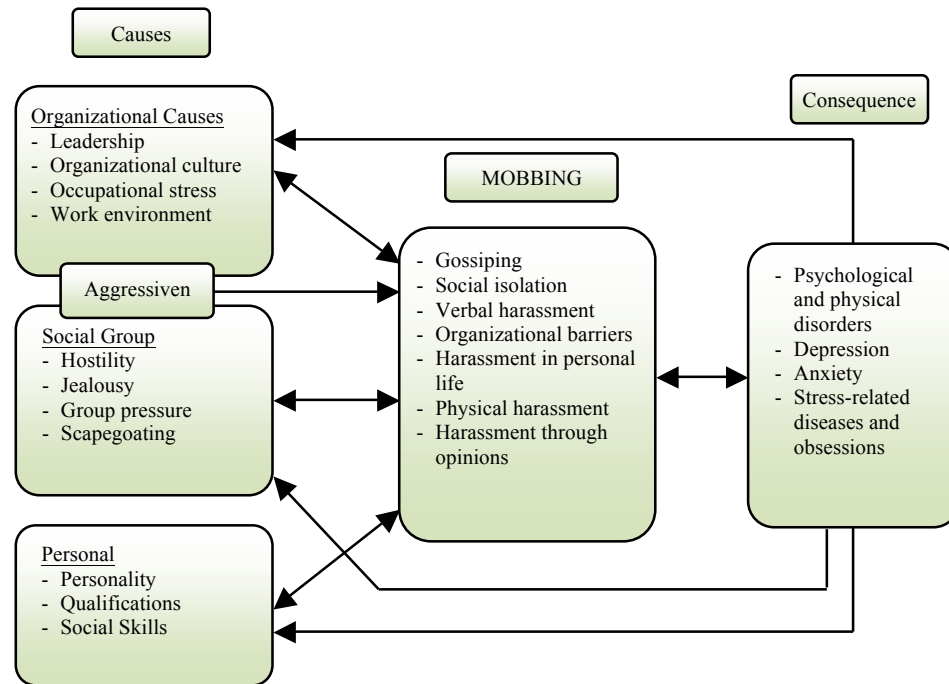 Causes
Organizational Causes
- Leadership
- Organizational culture
- Occupational stress
- Work environment
Aggressiven
Social Group
- Hostility
- Jealousy
- Group pressure
- Scapegoating
Personal
- Personality
- Qualifications
- Social Skills
MOBBING
- Gossiping
- Social isolation
- Verbal harassment
- Organizational barriers
- Harassment in personal
life
- Physical harassment
- Harassment through
opinions
Consequence
- Psychological
and physical
disorders
- Depression
- Anxiety
- Stress-related
diseases and
obsessions